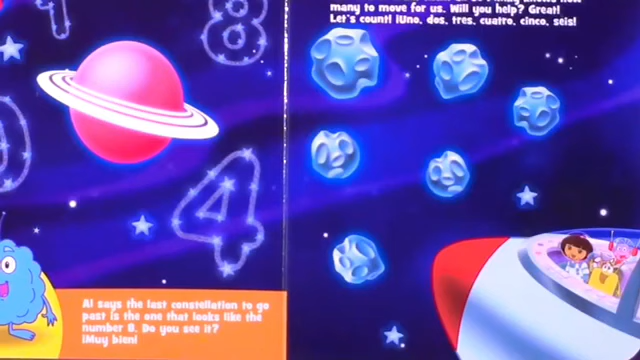 8
4
Al says the last constellation to go
past is the one that looks like the
number 8. Do you see it?
¡Muy bien!
many to move for us. Will you help? Great!
Let's count! ¡Uno, dos, tres, cuatro, cinco, seis!